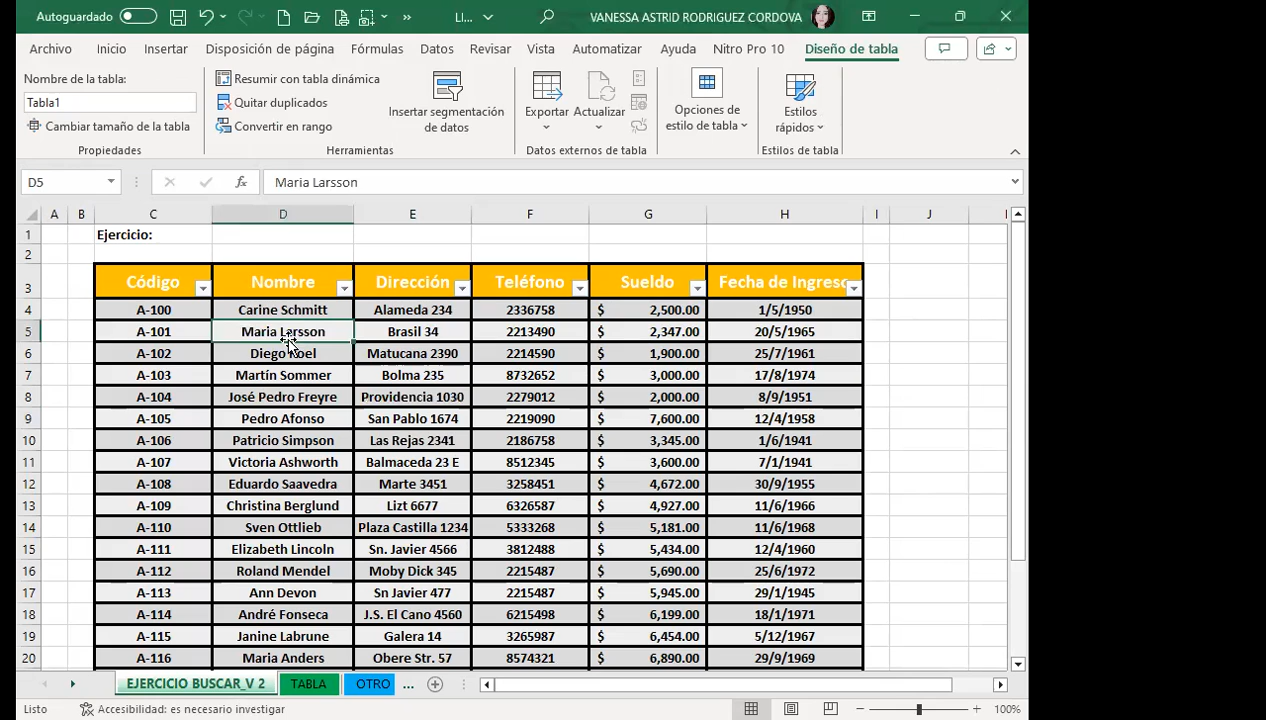 Autoguardado LI... VANESSA ASTRID RODRIGUEZ CORDOVA
Archivo Inicio Insertar Disposición de página Fórmulas Datos Revisar Vista Automatizar Ayuda Nitro Pro 10 Diseño de tabla
Nombre de la tabla:
Tabla1
Cambiar tamaño de la tabla
Propiedades
Resumir con tabla dinámica
Quitar duplicados
Convertir en rango
Insertar segmentación
de datos
Herramientas
Exportar Actualizar
Datos externos de tabla
Opciones de
estilo de tabla
Estilos
rápidos
Estilos de tabla
D5 fx Maria Larsson
A B C D E F G H I J
1 Ejercicio:
2
3 Código Nombre Dirección Teléfono Sueldo Fecha de Ingreso
4 A-100 Carine Schmitt Alameda 234 2336758 $ 2,500.00 1/5/1950
5 A-101 Maria Larsson Brasil 34 2213490 $ 2,347.00 20/5/1965
6 A-102 Diego Roel Matucana 2390 2214590 $ 1,900.00 25/7/1961
7 A-103 Martín Sommer Bolma 235 8732652 $ 3,000.00 17/8/1974
8 A-104 José Pedro Freyre Providencia 1030 2279012 $ 2,000.00 8/9/1951
9 A-105 Pedro Afonso San Pablo 1674 2219090 $ 7,600.00 12/4/1958
10 A-106 Patricio Simpson Las Rejas 2341 2186758 $ 3,345.00 1/6/1941
11 A-107 Victoria Ashworth Balmaceda 23 E 8512345 $ 3,600.00 7/1/1941
12 A-108 Eduardo Saavedra Marte 3451 3258451 $ 4,672.00 30/9/1955
13 A-109 Christina Berglund Lizt 6677 6326587 $ 4,927.00 11/6/1966
14 A-110 Sven Ottlieb Plaza Castilla 1234 5333268 $ 5,181.00 11/6/1968
15 A-111 Elizabeth Lincoln Sn. Javier 4566 3812488 $ 5,434.00 12/4/1960
16 A-112 Roland Mendel Moby Dick 345 2215487 $ 5,690.00 25/6/1972
17 A-113 Ann Devon Sn Javier 477 2215487 $ 5,945.00 29/1/1945
18 A-114 André Fonseca J.S. El Cano 4560 6215498 $ 6,199.00 18/1/1971
19 A-115 Janine Labrune Galera 14 3265987 $ 6,454.00 5/12/1967
20 A-116 Maria Anders Obere Str. 57 8574321 $ 6,890.00 29/9/1969
EJERCICIO BUSCAR_V 2 TABLA OTRO ...
Listo Accesibilidad: es necesario investigar 100%